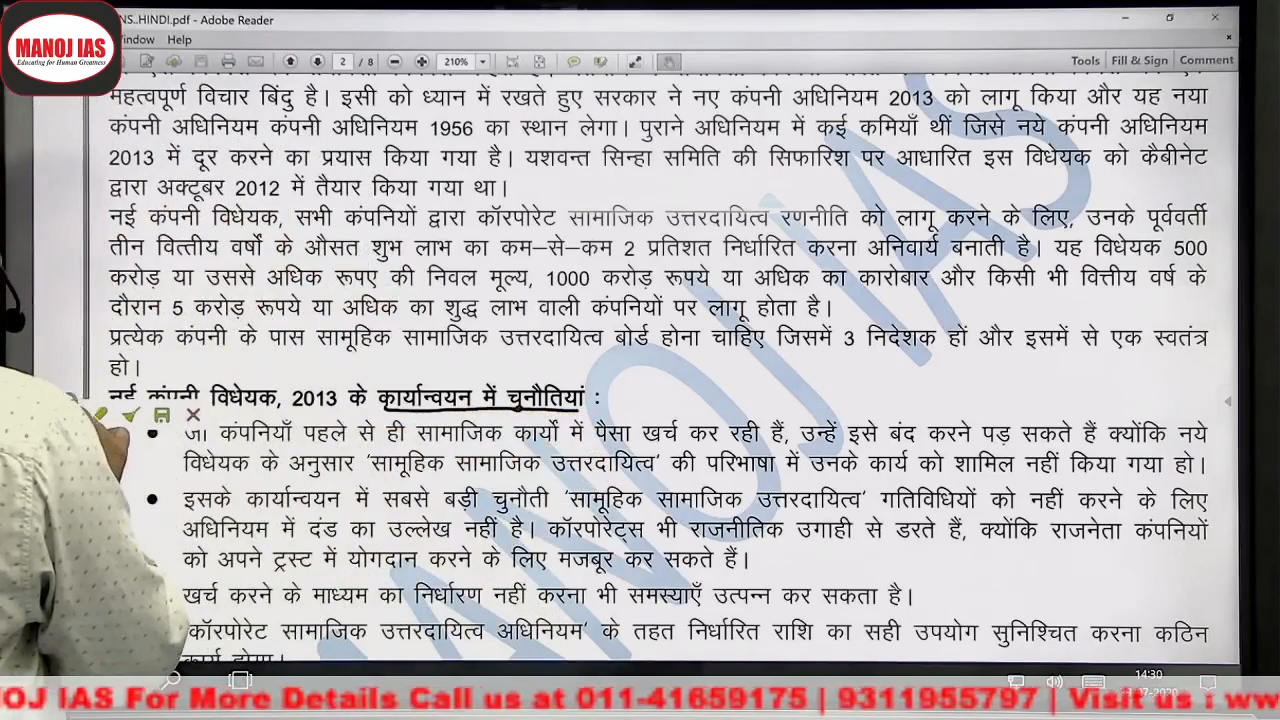 MANOJ IAS
Educating for Human Greatness
NS..HINDI.pdf - Adobe Reader
indow Help
2 / 8 210% Tools Fill & Sign Comment
महत्वपूर्ण विचार बिंदु है। इसी को ध्यान में रखते हुए सरकार ने नए कंपनी अधिनियम 2013 को लागू किया और यह नया
कंपनी अधिनियम कंपनी अधिनियम 1956 का स्थान लेगा। पुराने अधिनियम में कई कमियाँ थीं जिसे नये कंपनी अधिनियम
2013 में दूर करने का प्रयास किया गया है। यशवन्त सिन्हा समिति की सिफारिश पर आधारित इस विधेयक को कैबीनेट
द्वारा अक्टूबर 2012 में तैयार किया गया था।
नई कंपनी विधेयक, सभी कंपनियों द्वारा कॉरपोरेट सामाजिक उत्तरदायित्व रणनीति को लागू करने के लिए, उनके पूर्ववर्ती
तीन वित्तीय वर्षों के औसत शुभ लाभ का कम–से–कम 2 प्रतिशत निर्धारित करना अनिवार्य बनाती है। यह विधेयक 500
करोड़ या उससे अधिक रूपए की निवल मूल्य, 1000 करोड़ रूपये या अधिक का कारोबार और किसी भी वित्तीय वर्ष के
दौरान 5 करोड़ रूपये या अधिक का शुद्ध लाभ वाली कंपनियों पर लागू होता है।
प्रत्येक कंपनी के पास सामूहिक सामाजिक उत्तरदायित्व बोर्ड होना चाहिए जिसमें 3 निदेशक हों और इसमें से एक स्वतंत्र
हो।
नई कंपनी विधेयक, 2013 के कार्यान्वयन में चुनौतियां :
जो कंपनियाँ पहले से ही सामाजिक कार्यो में पैसा खर्च कर रही हैं, उन्हें इसे बंद करने पड़ सकते हैं क्योंकि नये
विधेयक के अनुसार ‘सामूहिक सामाजिक उत्तरदायित्व’ की परिभाषा में उनके कार्य को शामिल नहीं किया गया हो।
इसके कार्यान्वयन में सबसे बड़ी चुनौती ‘सामूहिक सामाजिक उत्तरदायित्व’ गतिविधियों को नहीं करने के लिए
अधिनियम में दंड का उल्लेख नहीं है। कॉरपोरेट्स भी राजनीतिक उगाही से डरते हैं, क्योंकि राजनेता कंपनियों
को अपने ट्रस्ट में योगदान करने के लिए मजबूर कर सकते हैं।
खर्च करने के माध्यम का निर्धारण नहीं करना भी समस्याएँ उत्पन्न कर सकता है।
‘कॉरपोरेट सामाजिक उत्तरदायित्व अधिनियम’ के तहत निर्धारित राशि का सही उपयोग सुनिश्चित करना कठिन
कार्य होगा।
MANOJ IAS
14:30
NOJ IAS For More Detail. Call us : 011-41659175 | 9311955797 | Visit us : ww